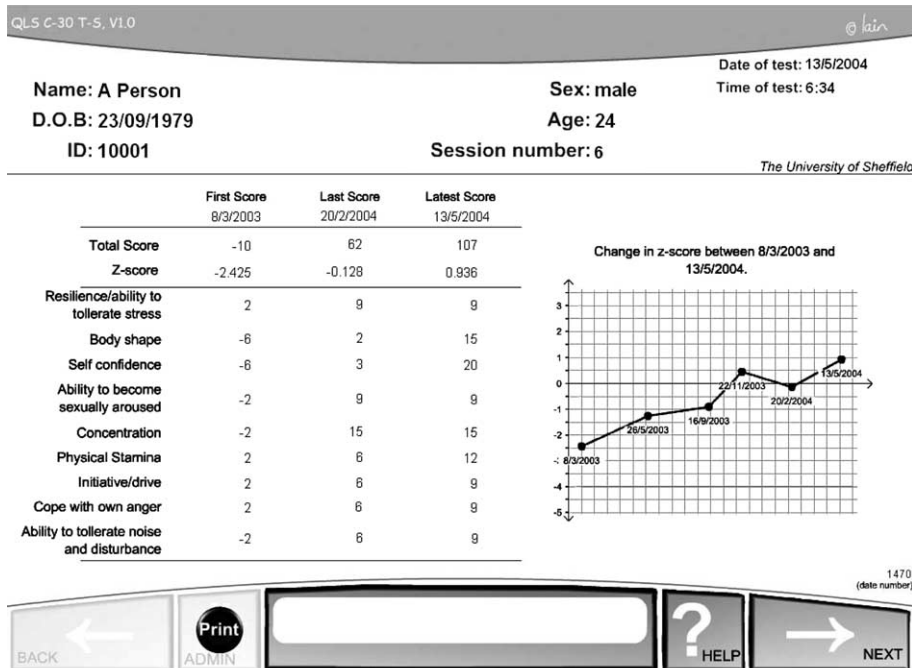 QLS C-30 T-S, V1.0
© Iain
Date of test: 13/5/2004
Name: A Person Sex: male Time of test: 6:34
D.O.B: 23/09/1979 Age: 24
ID: 10001 Session number: 6
The University of Sheffield
First Score Last Score Latest Score
8/3/2003 20/2/2004 13/5/2004
Total Score -10 62 107
Z-score -2.425 -0.128 0.936
Resilience/ability to
tollerate stress 2 9 9
Body shape -6 2 15
Self confidence -6 3 20
Ability to become
sexually aroused -2 9 9
Concentration -2 15 15
Physical Stamina 2 6 12
Initiative/drive 2 6 9
Cope with own anger 2 6 9
Ability to tollerate noise
and disturbance -2 6 9
Change in z-score between 8/3/2003 and
13/5/2004.
3
2
1
0
-1
-2
-4
-5
8/3/2003
26/5/2003
16/9/2003
22/11/2003
20/2/2004
13/5/2004
1470
(date number)
BACK
Print
ADMIN
?
HELP
NEXT